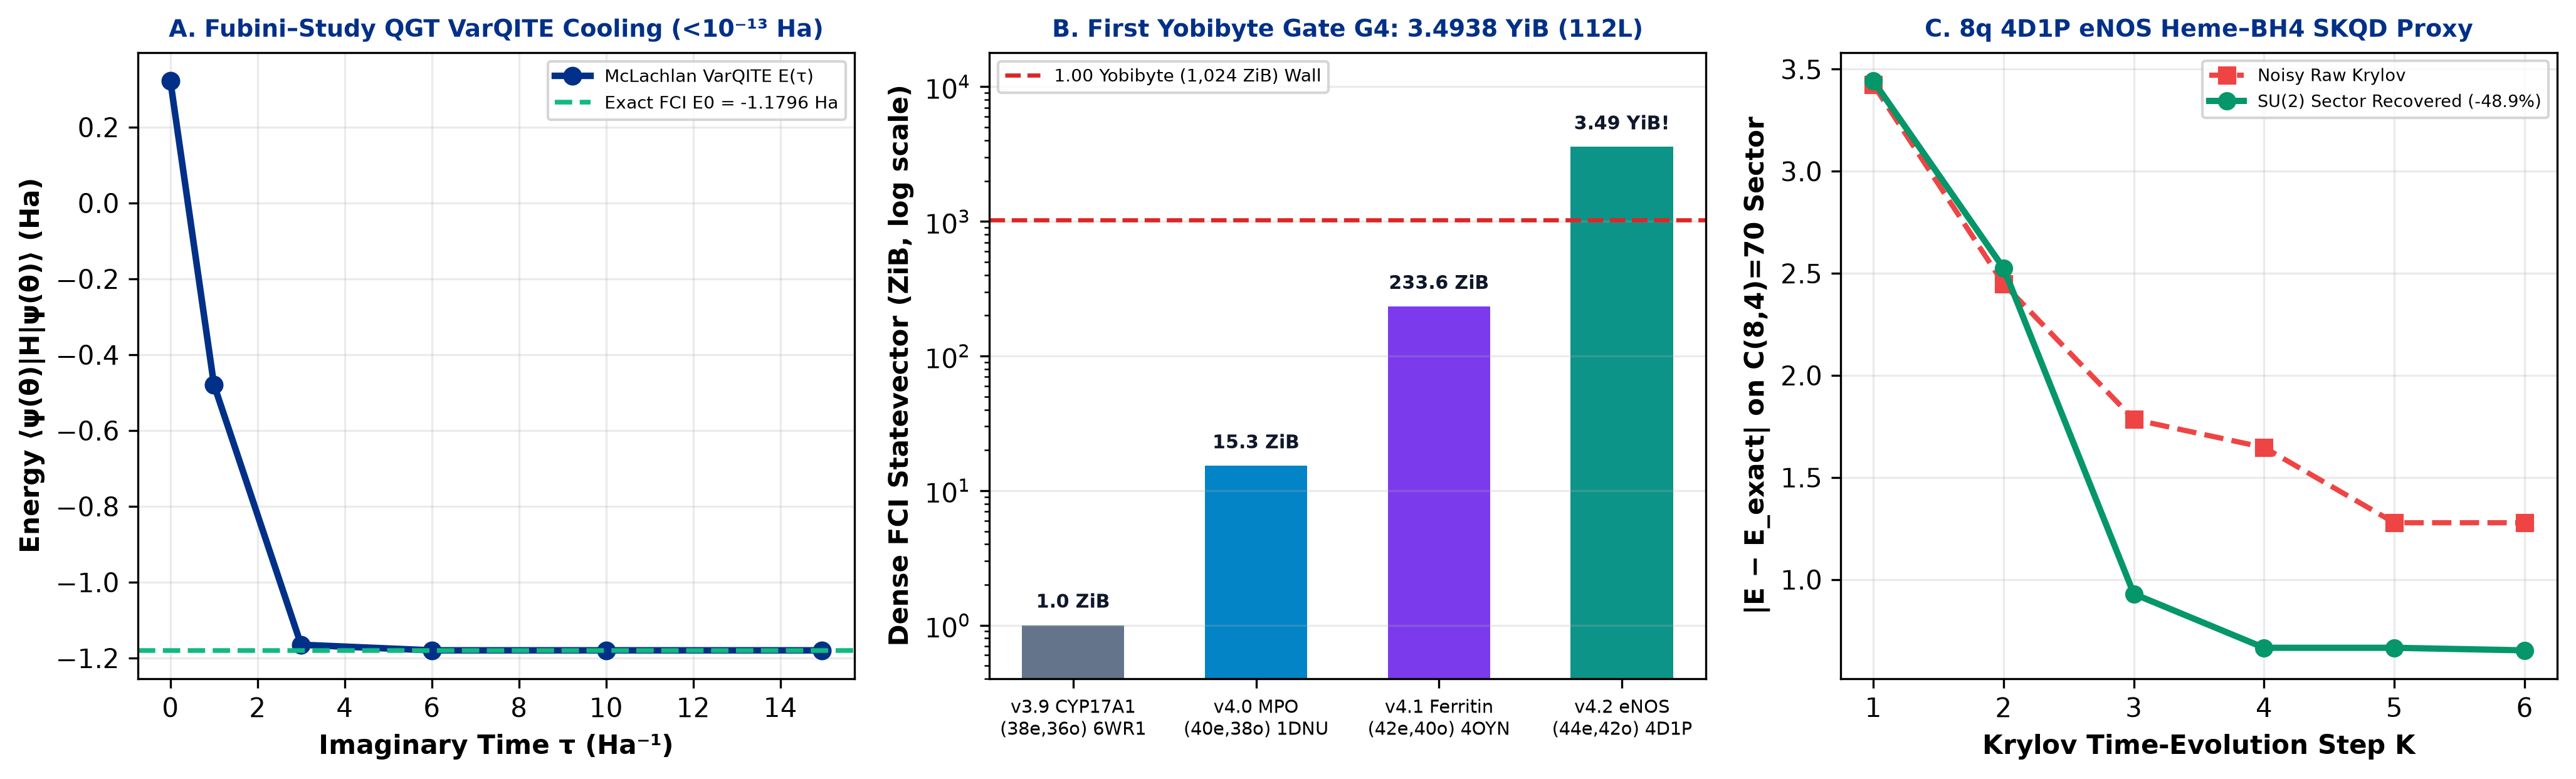 A. Fubini–Study QGT VarQITE Cooling (<10⁻¹³ Ha)
Energy ⟨ψ(θ)|H|ψ(θ)⟩ (Ha)
McLachlan VarQITE E(τ)
Exact FCI E0 = -1.1796 Ha
0.2
0.0
−0.2
−0.4
−0.6
−0.8
−1.0
−1.2
0 2 4 6 8 10 12 14
Imaginary Time τ (Ha⁻¹)
B. First Yobibyte Gate G4: 3.4938 YiB (112L)
Dense FCI Statevector (ZiB, log scale)
1.00 Yobibyte (1,024 ZiB) Wall
10⁴
10³
10²
10¹
10⁰
1.0 ZiB
15.3 ZiB
233.6 ZiB
3.49 YiB!
v3.9 CYP17A1
(38e,36o) 6WR1
v4.0 MPO
(40e,38o) 1DNU
v4.1 Ferritin
(42e,40o) 4OYN
v4.2 eNOS
(44e,42o) 4D1P
C. 8q 4D1P eNOS Heme–BH4 SKQD Proxy
|E − E_exact| on C(8,4)=70 Sector
Noisy Raw Krylov
SU(2) Sector Recovered (-48.9%)
3.5
3.0
2.5
2.0
1.5
1.0
1 2 3 4 5 6
Krylov Time-Evolution Step K